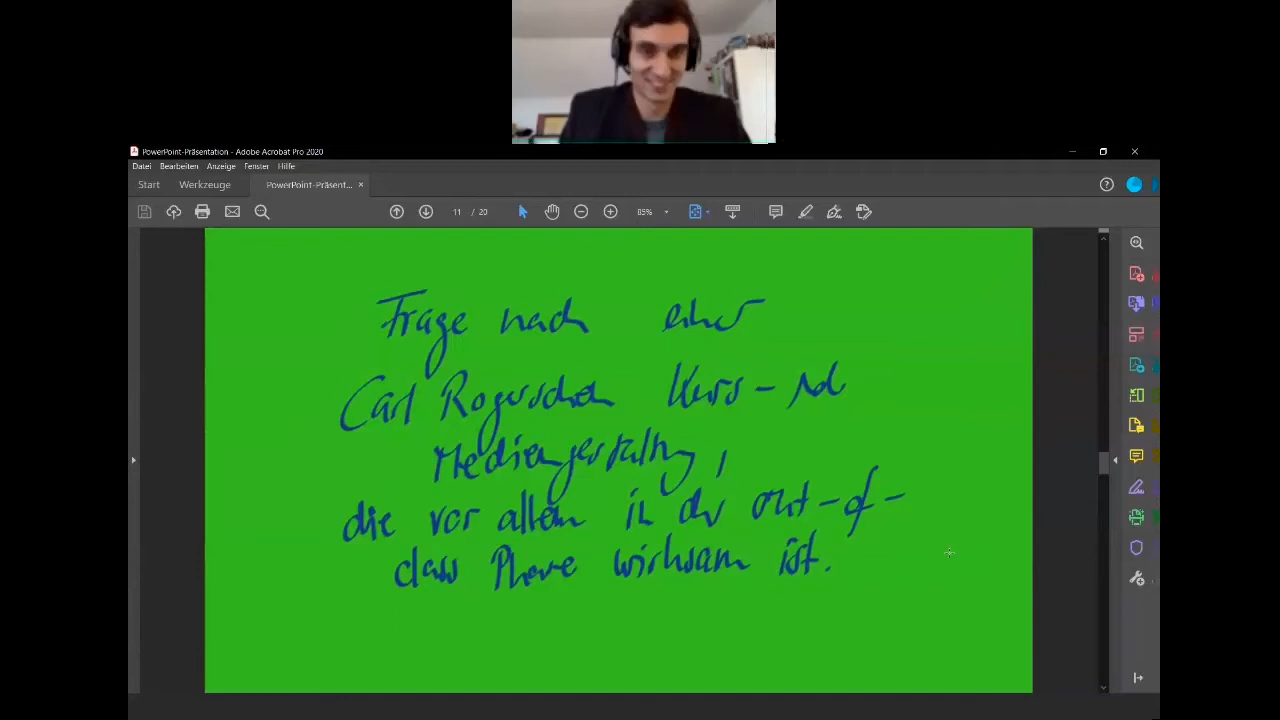 PowerPoint-Präsentation - Adobe Acrobat Pro 2020
Datei Bearbeiten Anzeige Fenster Hilfe
Start Werkzeuge PowerPoint-Präsent... ×
11 / 20 85%
Frage nach einer
Carl Rogerschen Kurs- und
Mediengestaltung,
die vor allem in der out-of-
class Phase wirksam ist.